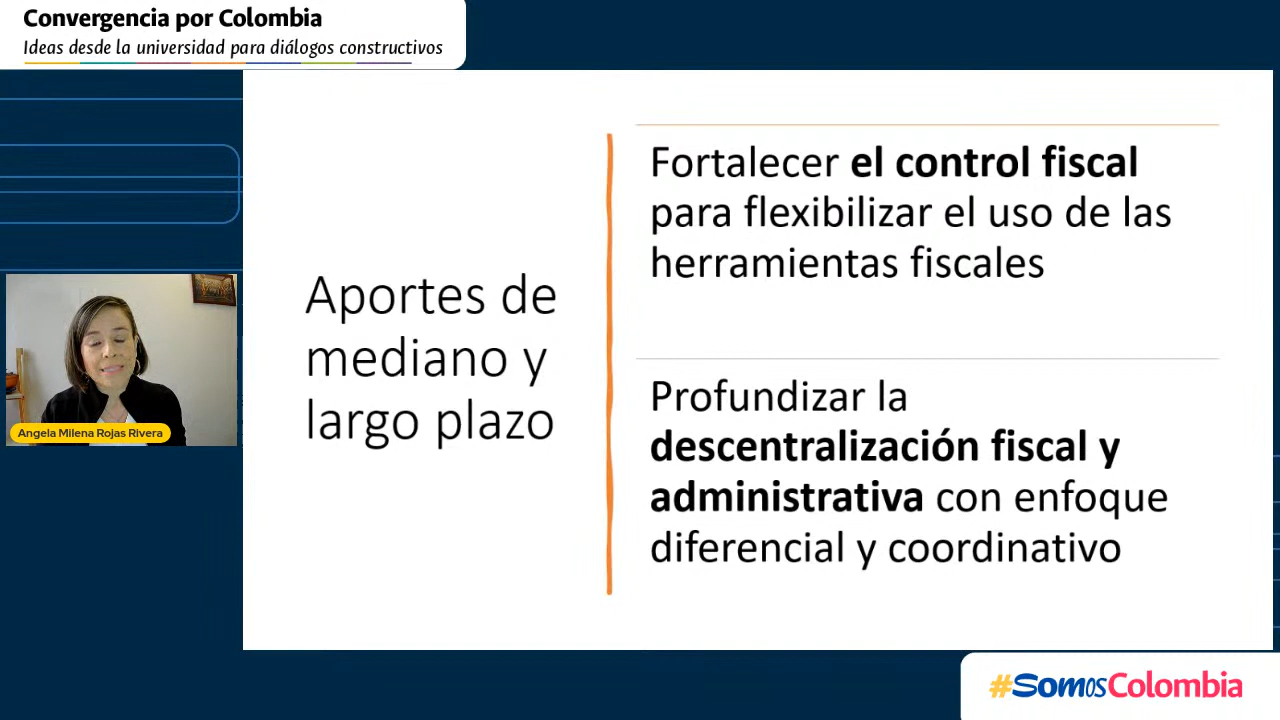 Convergencia por Colombia
Ideas desde la universidad para diálogos constructivos
Aportes de
mediano y
largo plazo
Fortalecer el control fiscal
para flexibilizar el uso de las
herramientas fiscales
Profundizar la
descentralización fiscal y
administrativa con enfoque
diferencial y coordinativo
Angela Milena Rojas Rivera
#SomosColombia